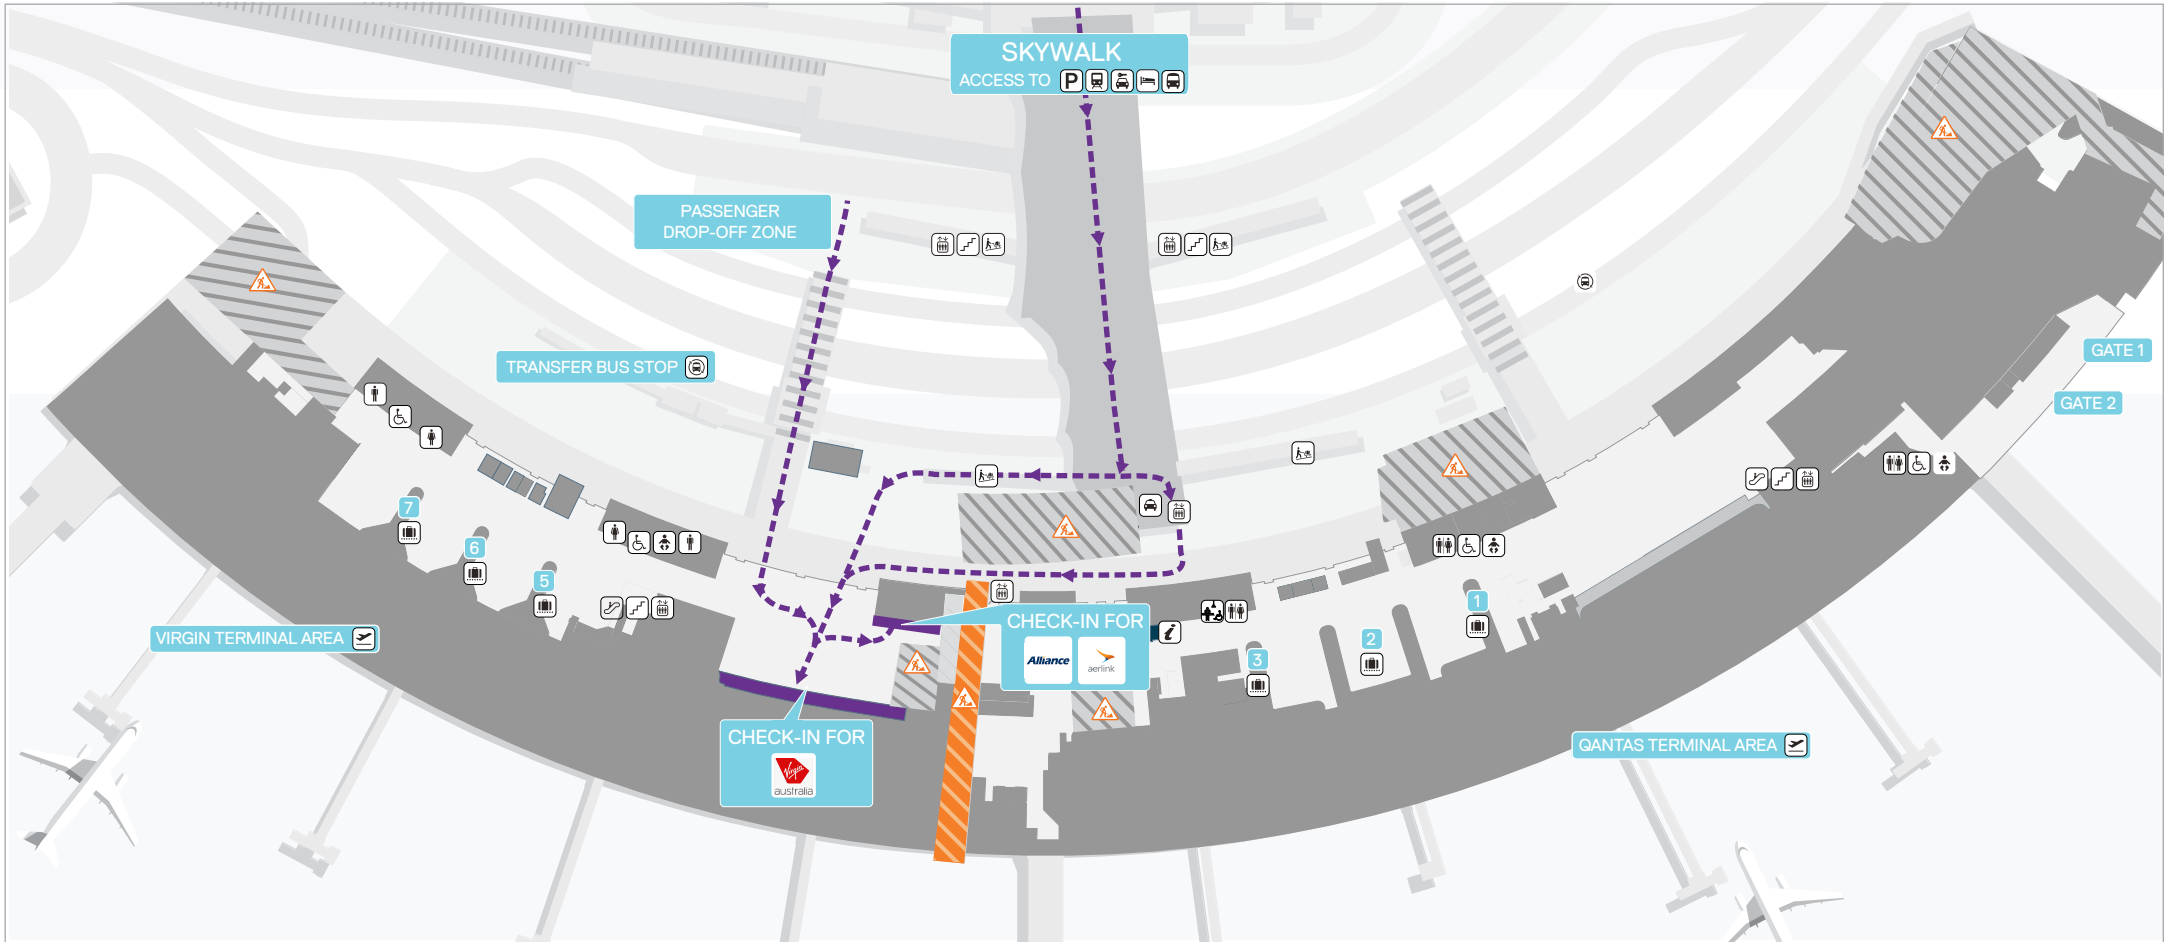 SKYWALK
ACCESS TO P
PASSENGER
DROP-OFF ZONE
TRANSFER BUS STOP
GATE 1
GATE 2
7
6
5
1
2
3
i
VIRGIN TERMINAL AREA
CHECK-IN FOR
Alliance aerlink
CHECK-IN FOR
Virgin
australia
QANTAS TERMINAL AREA